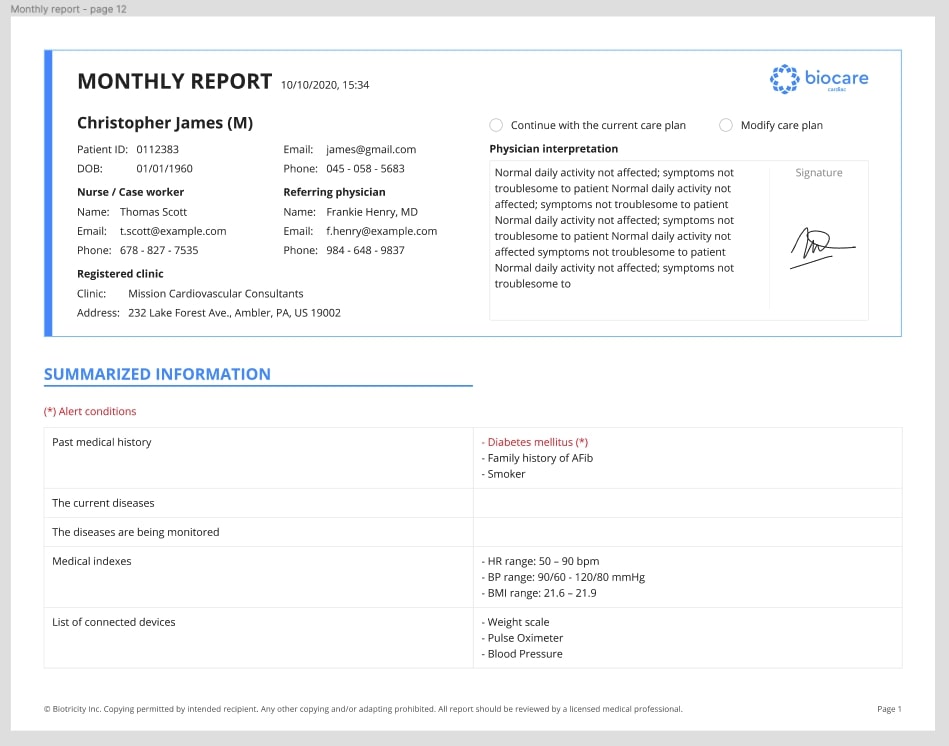 Monthly report - page 12
MONTHLY REPORT 10/10/2020, 15:34
biocare
cardiac
Christopher James (M)
Patient ID: 0112383
DOB: 01/01/1960
Email: james@gmail.com
Phone: 045 - 058 - 5683
Nurse / Case worker
Name: Thomas Scott
Email: t.scott@example.com
Phone: 678 - 827 - 7535
Referring physician
Name: Frankie Henry, MD
Email: f.henry@example.com
Phone: 984 - 648 - 9837
Registered clinic
Clinic: Mission Cardiovascular Consultants
Address: 232 Lake Forest Ave., Ambler, PA, US 19002
Continue with the current care plan
Modify care plan
Physician interpretation
Normal daily activity not affected; symptoms not
troublesome to patient Normal daily activity not
affected; symptoms not troublesome to patient
Normal daily activity not affected; symptoms not
troublesome to patient Normal daily activity not
affected symptoms not troublesome to patient
Normal daily activity not affected; symptoms not
troublesome to
Signature
SUMMARIZED INFORMATION
(*) Alert conditions
Past medical history
- Diabetes mellitus (*)
- Family history of AFib
- Smoker
The current diseases
The diseases are being monitored
Medical indexes
- HR range: 50 – 90 bpm
- BP range: 90/60 - 120/80 mmHg
- BMI range: 21.6 – 21.9
List of connected devices
- Weight scale
- Pulse Oximeter
- Blood Pressure
© Biotricity Inc. Copying permitted by intended recipient. Any other copying and/or adapting prohibited. All report should be reviewed by a licensed medical professional.
Page 1